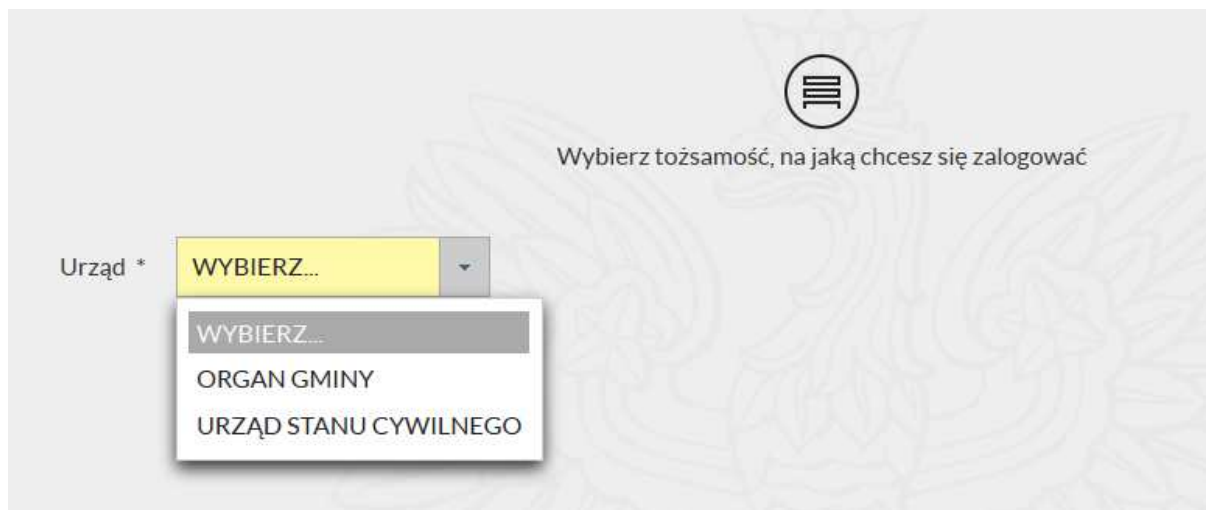 Wybierz tożsamość, na jaką chcesz się zalogować
Urząd * WYBIERZ...
WYBIERZ...
ORGAN GMINY
URZĄD STANU CYWILNEGO